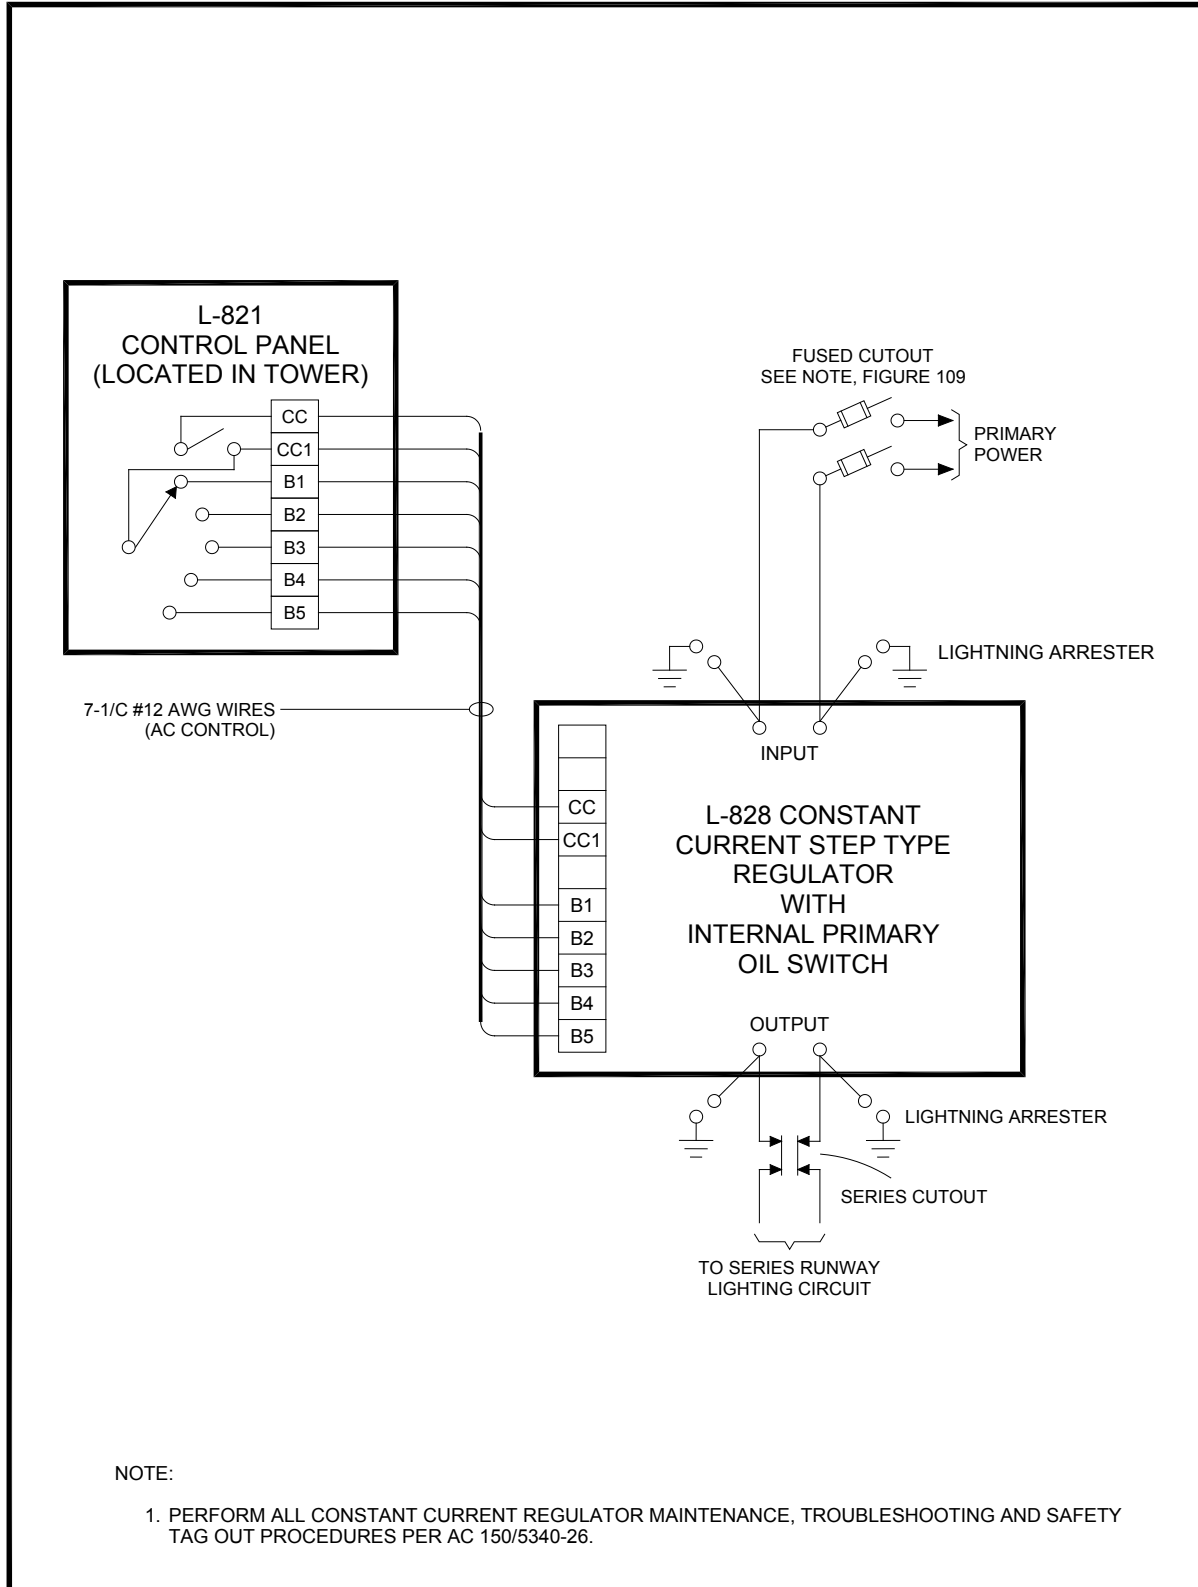 L-821
CONTROL PANEL
(LOCATED IN TOWER)
CC
CC1
B1
B2
B3
B4
B5
FUSED CUTOUT
SEE NOTE, FIGURE 109
PRIMARY
POWER
LIGHTNING ARRESTER
7-1/C #12 AWG WIRES
(AC CONTROL)
INPUT
CC
CC1
B1
B2
B3
B4
B5
L-828 CONSTANT
CURRENT STEP TYPE
REGULATOR
WITH
INTERNAL PRIMARY
OIL SWITCH
OUTPUT
LIGHTNING ARRESTER
SERIES CUTOUT
TO SERIES RUNWAY
LIGHTING CIRCUIT
NOTE:
1. PERFORM ALL CONSTANT CURRENT REGULATOR MAINTENANCE, TROUBLESHOOTING AND SAFETY
TAG OUT PROCEDURES PER AC 150/5340-26.